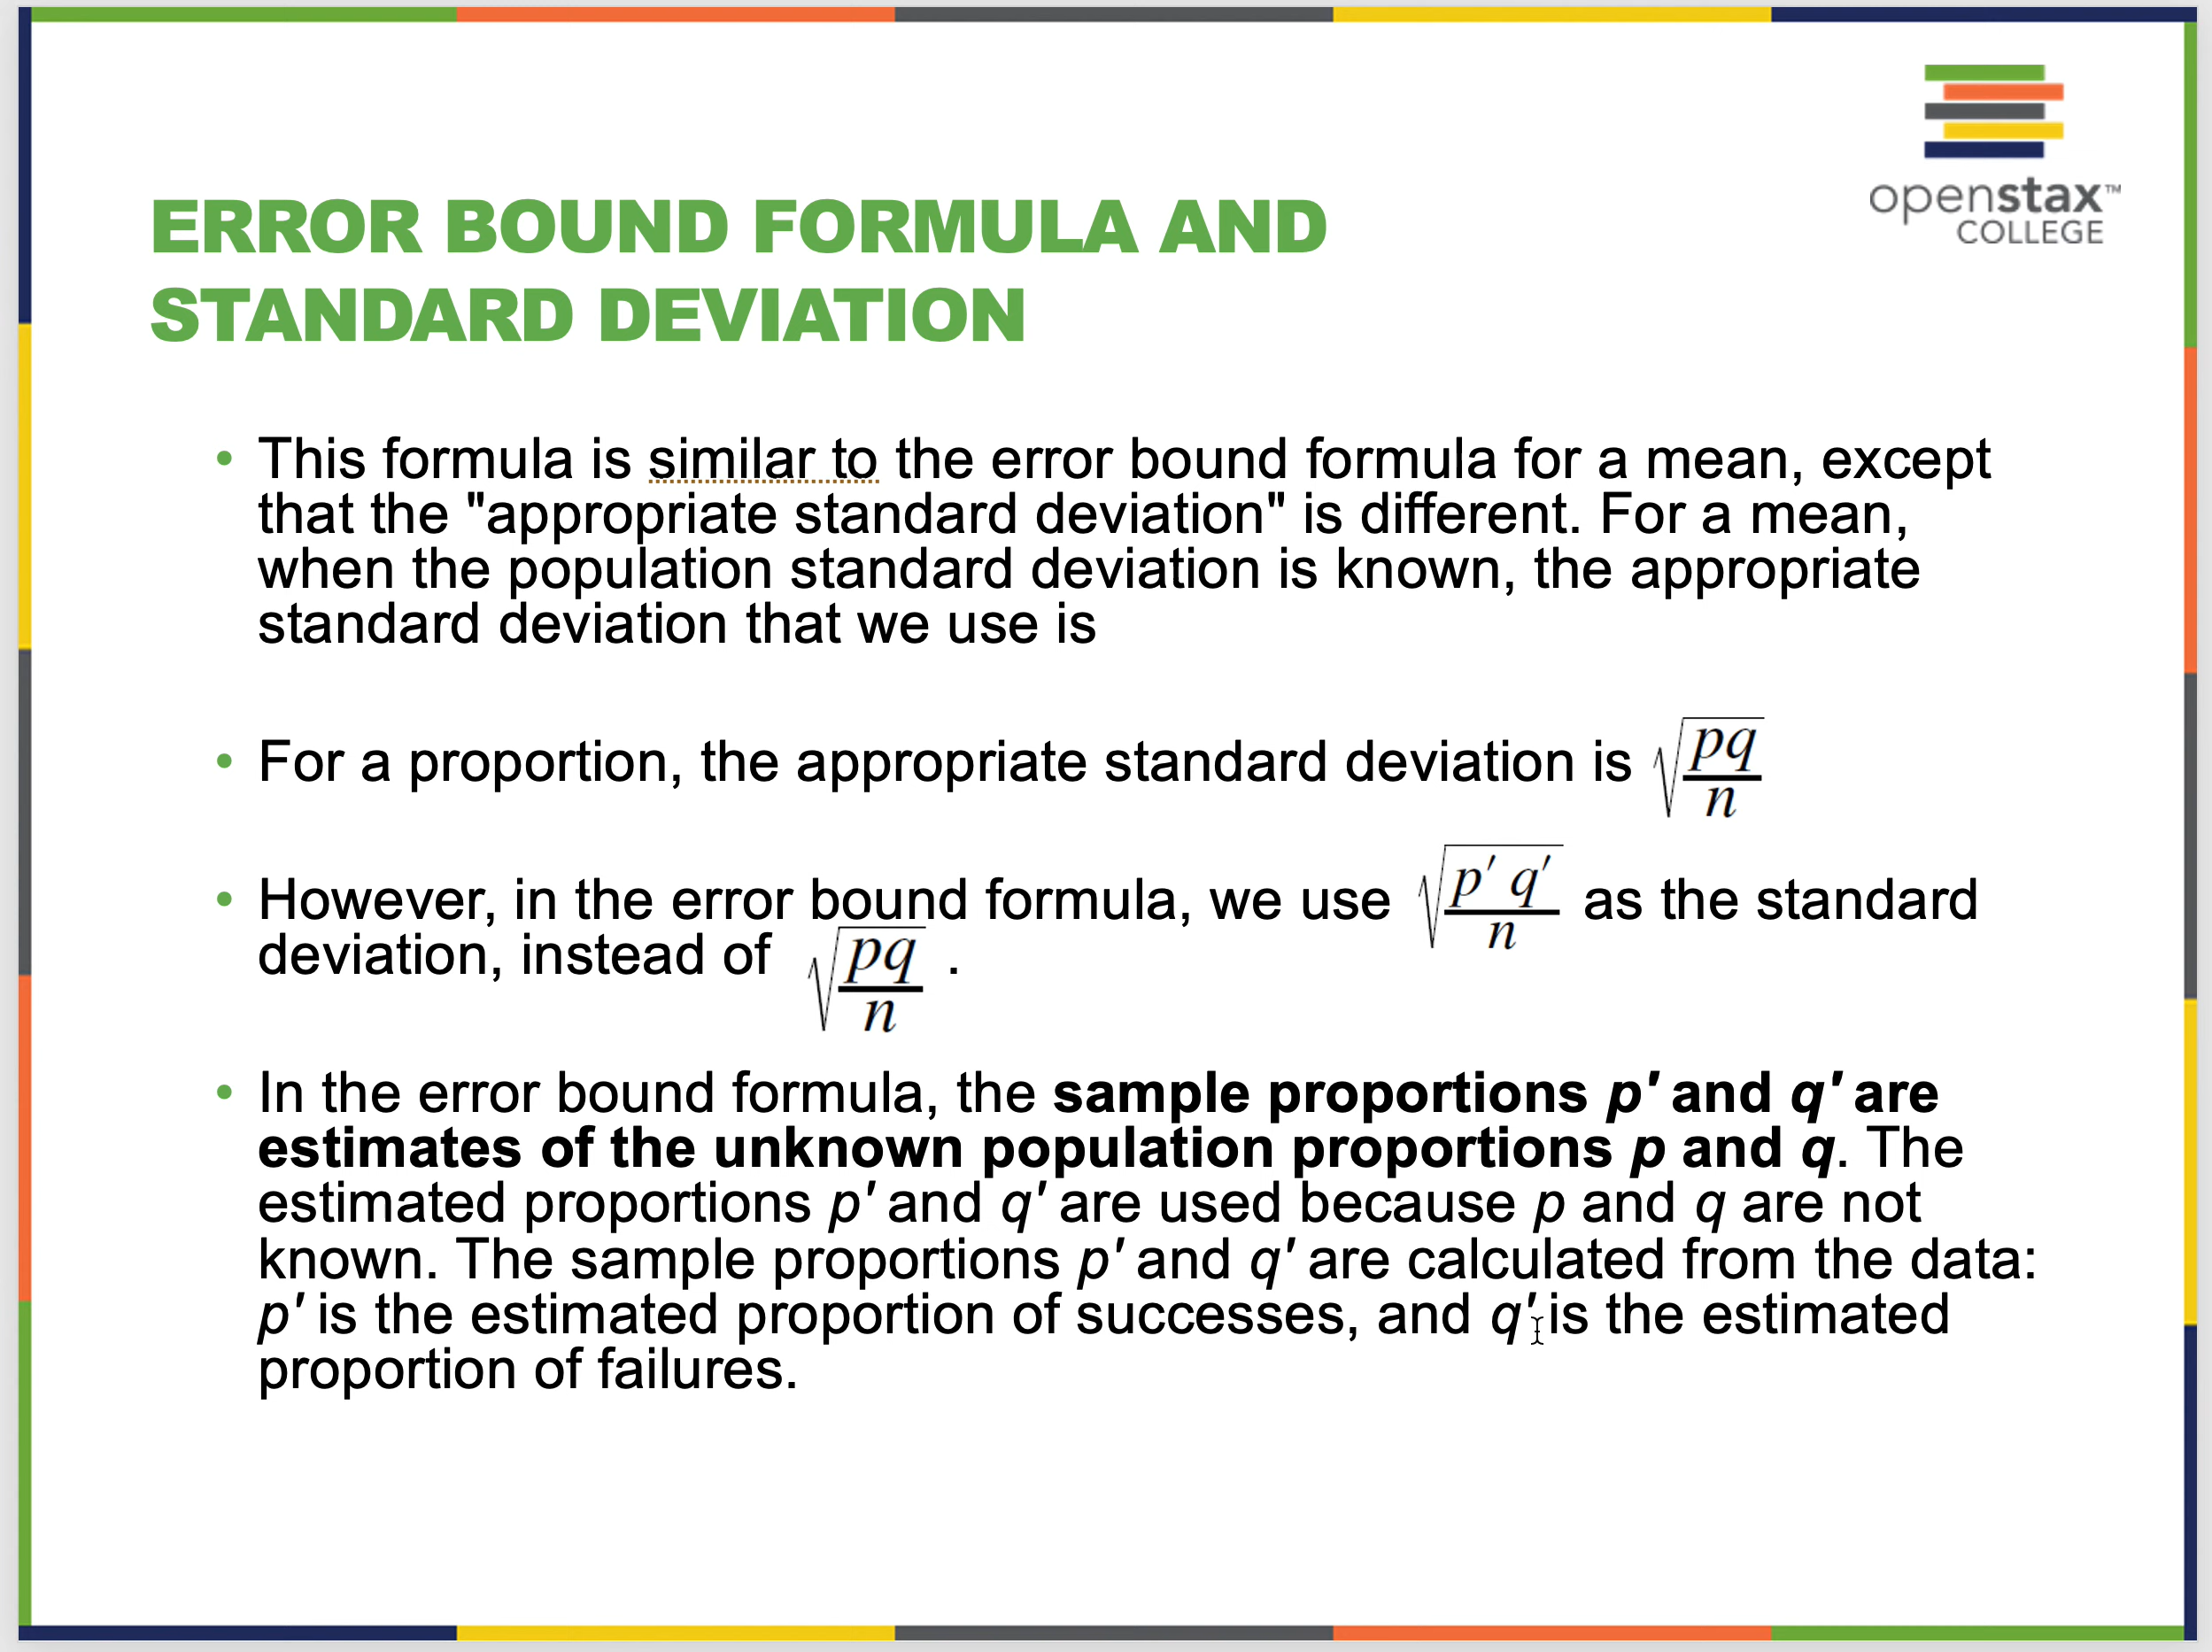 openstax™
COLLEGE
ERROR BOUND FORMULA AND
STANDARD DEVIATION
• This formula is similar to the error bound formula for a mean, except
that the "appropriate standard deviation" is different. For a mean,
when the population standard deviation is known, the appropriate
standard deviation that we use is
• For a proportion, the appropriate standard deviation is √(pq/n)
• However, in the error bound formula, we use √(p′ q′/n) as the standard
deviation, instead of √(pq/n) .
• In the error bound formula, the sample proportions p′ and q′ are
estimates of the unknown population proportions p and q. The
estimated proportions p′ and q′ are used because p and q are not
known. The sample proportions p′ and q′ are calculated from the data:
p′ is the estimated proportion of successes, and q′ is the estimated
proportion of failures.